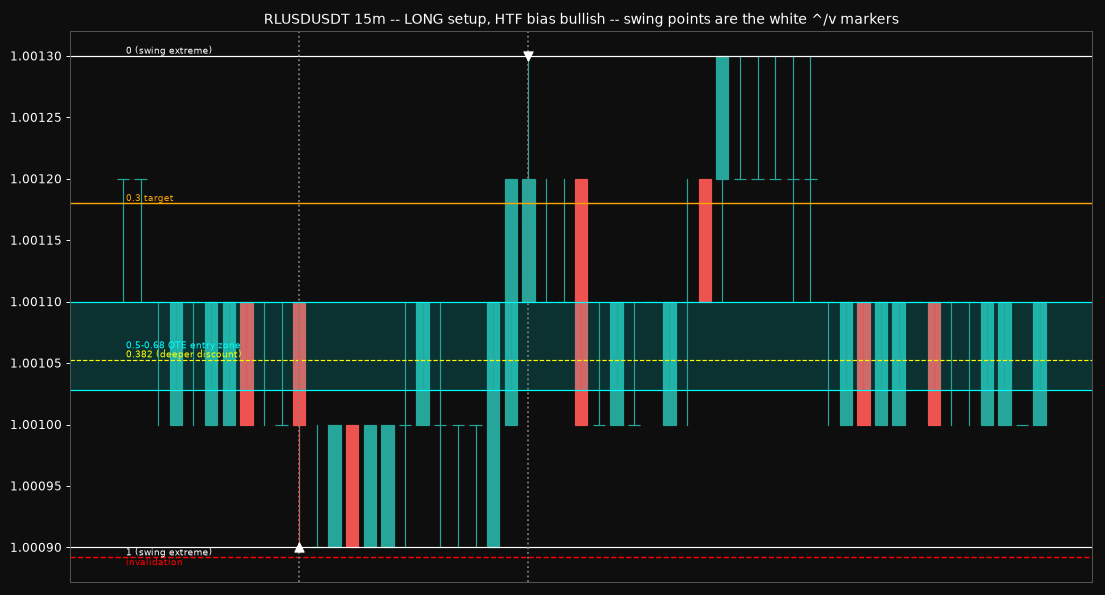 RLUSDUSDT 15m -- LONG setup, HTF bias bullish -- swing points are the white ^/v markers
1.00130
0 (swing extreme)
1.00125
1.00120
0.3 target
1.00115
1.00110
0.5-0.68 OTE entry zone
0.382 (deeper discount)
1.00105
1.00100
1.00095
1.00090
1 (swing extreme)
invalidation